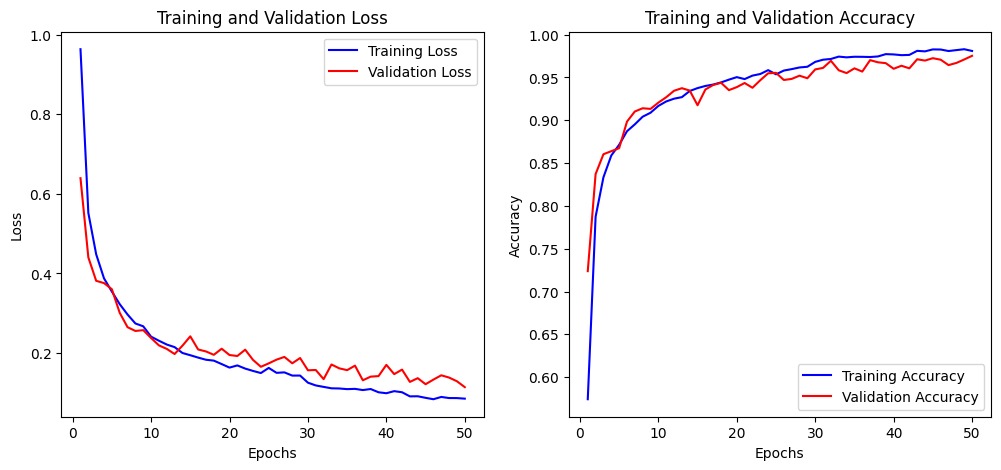 Training and Validation Loss
1.0
0.8
0.6
0.4
0.2
Loss
0
10
20
30
40
50
Epochs
Training Loss
Validation Loss
Training and Validation Accuracy
1.00
0.95
0.90
0.85
0.80
0.75
0.70
0.65
0.60
Accuracy
0
10
20
30
40
50
Epochs
Training Accuracy
Validation Accuracy